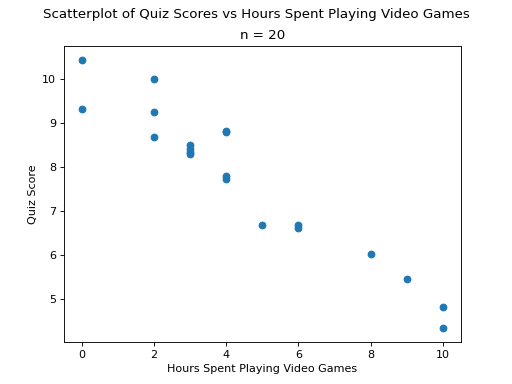 Scatterplot of Quiz Scores vs Hours Spent Playing Video Games
n = 20
10
9
8
7
6
5
Quiz Score
0 2 4 6 8 10
Hours Spent Playing Video Games